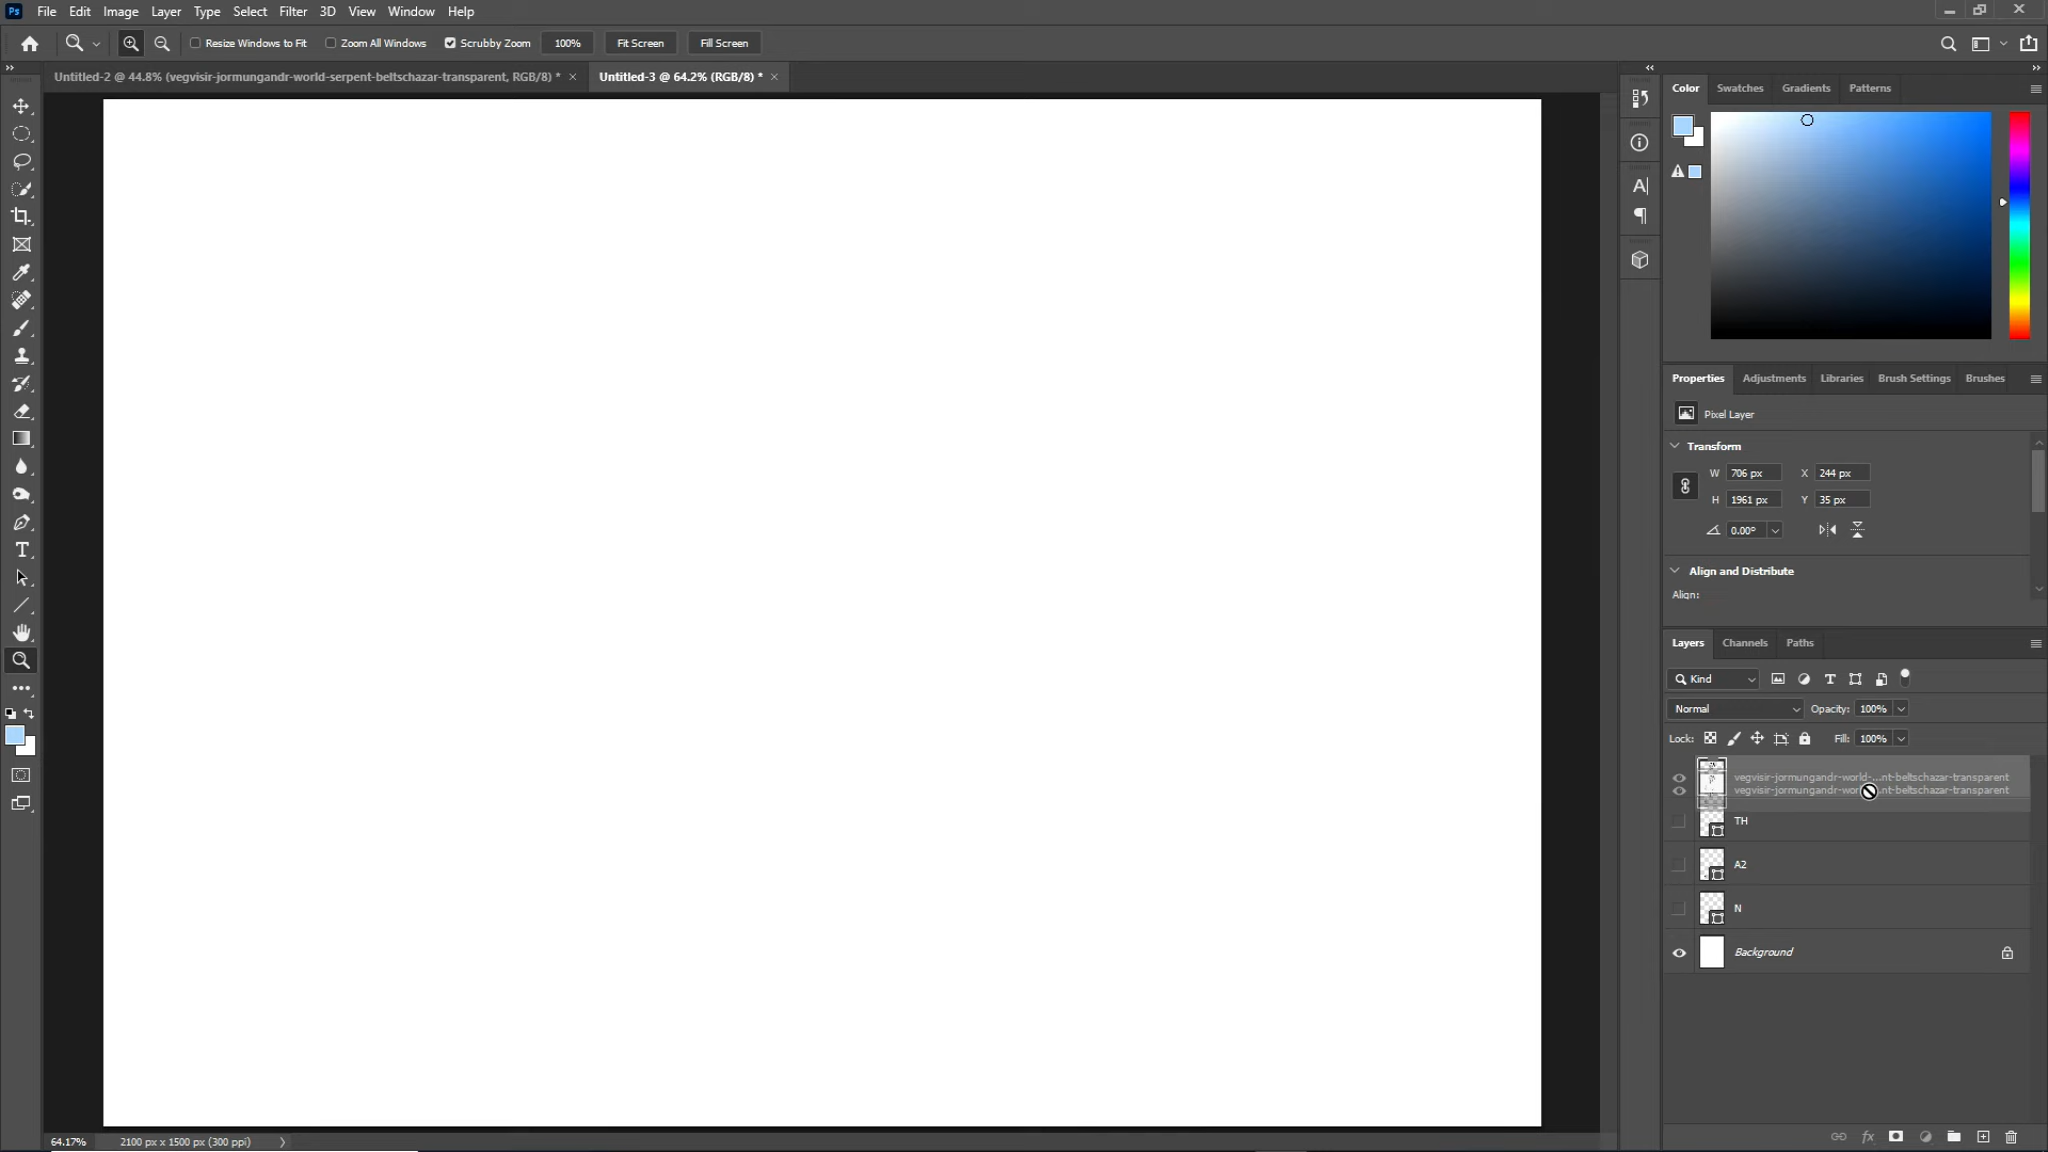 Ps File Edit Image Layer Type Select Filter 3D View Window Help
Resize Windows to Fit Zoom All Windows Scrubby Zoom 100% Fit Screen Fill Screen
Untitled-2 @ 44.8% (vegvisir-jormungandr-world-serpent-beltschazar-transparent, RGB/8) * Untitled-3 @ 64.2% (RGB/8) *
Color Swatches Gradients Patterns
Properties Adjustments Libraries Brush Settings Brushes
Pixel Layer
Transform
W 706 px X 244 px
H 1961 px Y 35 px
0.00°
Align and Distribute
Align:
Layers Channels Paths
Kind
Normal Opacity: 100%
Lock: Fill: 100%
vegvisir-jormungandr-world-...nt-beltschazar-transparent
vegvisir-jormungandr-worl nt-beltschazar-transparent
TH
A2
N
Background
64.17% 2100 px x 1500 px (300 ppi)